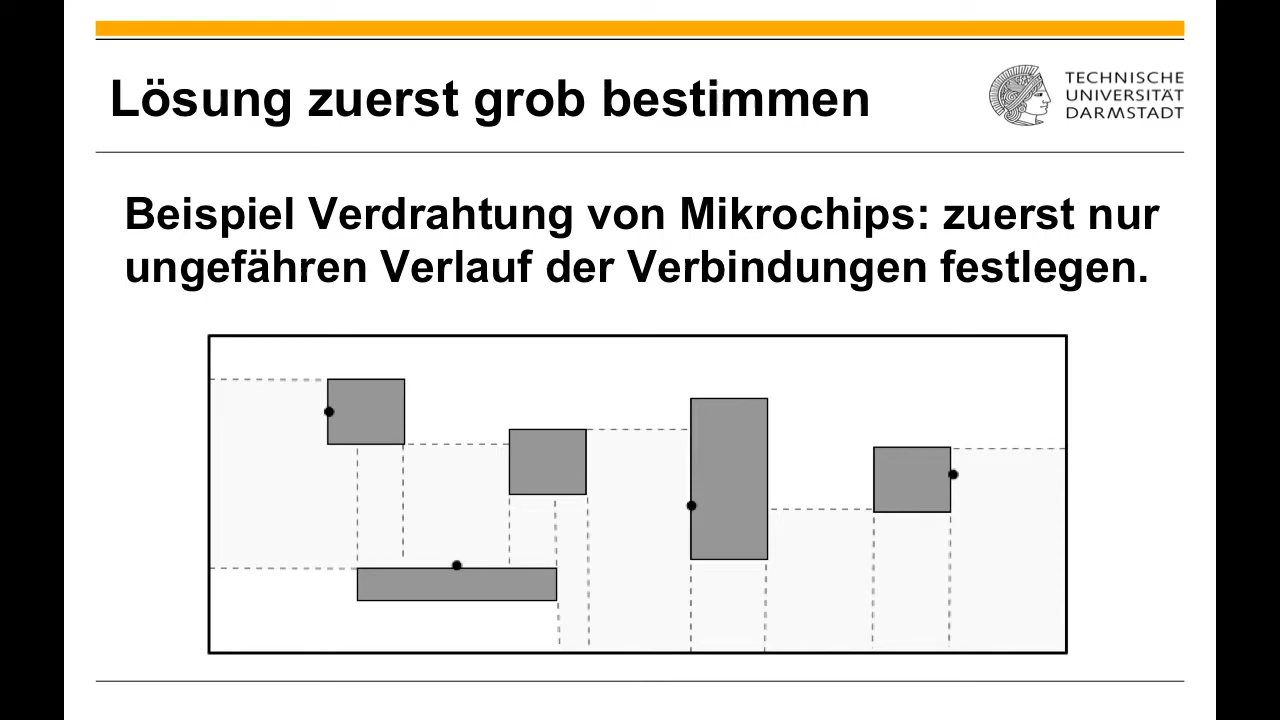 Lösung zuerst grob bestimmen
TECHNISCHE
UNIVERSITÄT
DARMSTADT
Beispiel Verdrahtung von Mikrochips: zuerst nur
ungefähren Verlauf der Verbindungen festlegen.